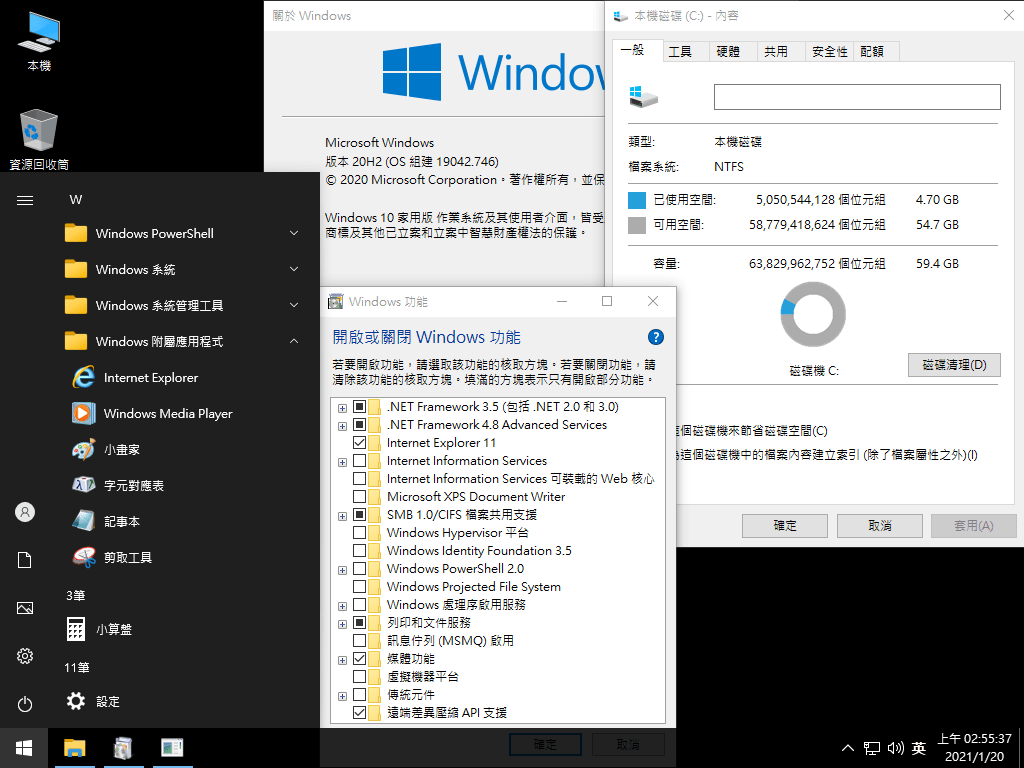 本機
資源回收筒
關於 Windows
Windo
Microsoft Windows
版本 20H2 (OS 組建 19042.746)
© 2020 Microsoft Corporation。著作權所有，並保
Windows 10 家用版 作業系統及其使用者介面，皆受
商標及其他已立案和立案中智慧財產權法的保護。
本機磁碟 (C:) - 內容
一般
工具
硬體
共用
安全性
配額
類型:
本機磁碟
檔案系統:
NTFS
已使用空間:
5,050,544,128 個位元組
4.70 GB
可用空間:
58,779,418,624 個位元組
54.7 GB
容量:
63,829,962,752 個位元組
59.4 GB
磁碟機 C:
磁碟清理(D)
這個磁碟機來節省磁碟空間(C)
為這個磁碟機中的檔案內容建立索引 (除了檔案屬性之外)(I)
確定
取消
套用(A)
W
Windows PowerShell
Windows 系統
Windows 系統管理工具
Windows 附屬應用程式
Internet Explorer
Windows Media Player
小畫家
字元對應表
記事本
剪取工具
3筆
小算盤
11筆
設定
Windows 功能
開啟或關閉 Windows 功能
?
若要開啟功能，請選取該功能的核取方塊。若要關閉功能，請
清除該功能的核取方塊。填滿的方塊表示只有開啟部分功能。
.NET Framework 3.5 (包括 .NET 2.0 和 3.0)
.NET Framework 4.8 Advanced Services
Internet Explorer 11
Internet Information Services
Internet Information Services 可裝載的 Web 核心
Microsoft XPS Document Writer
SMB 1.0/CIFS 檔案共用支援
Windows Hypervisor 平台
Windows Identity Foundation 3.5
Windows PowerShell 2.0
Windows Projected File System
Windows 處理序啟用服務
列印和文件服務
訊息佇列 (MSMQ) 啟用
媒體功能
虛擬機器平台
傳統元件
遠端差異壓縮 API 支援
確定
取消
英
上午 02:55:37
2021/1/20